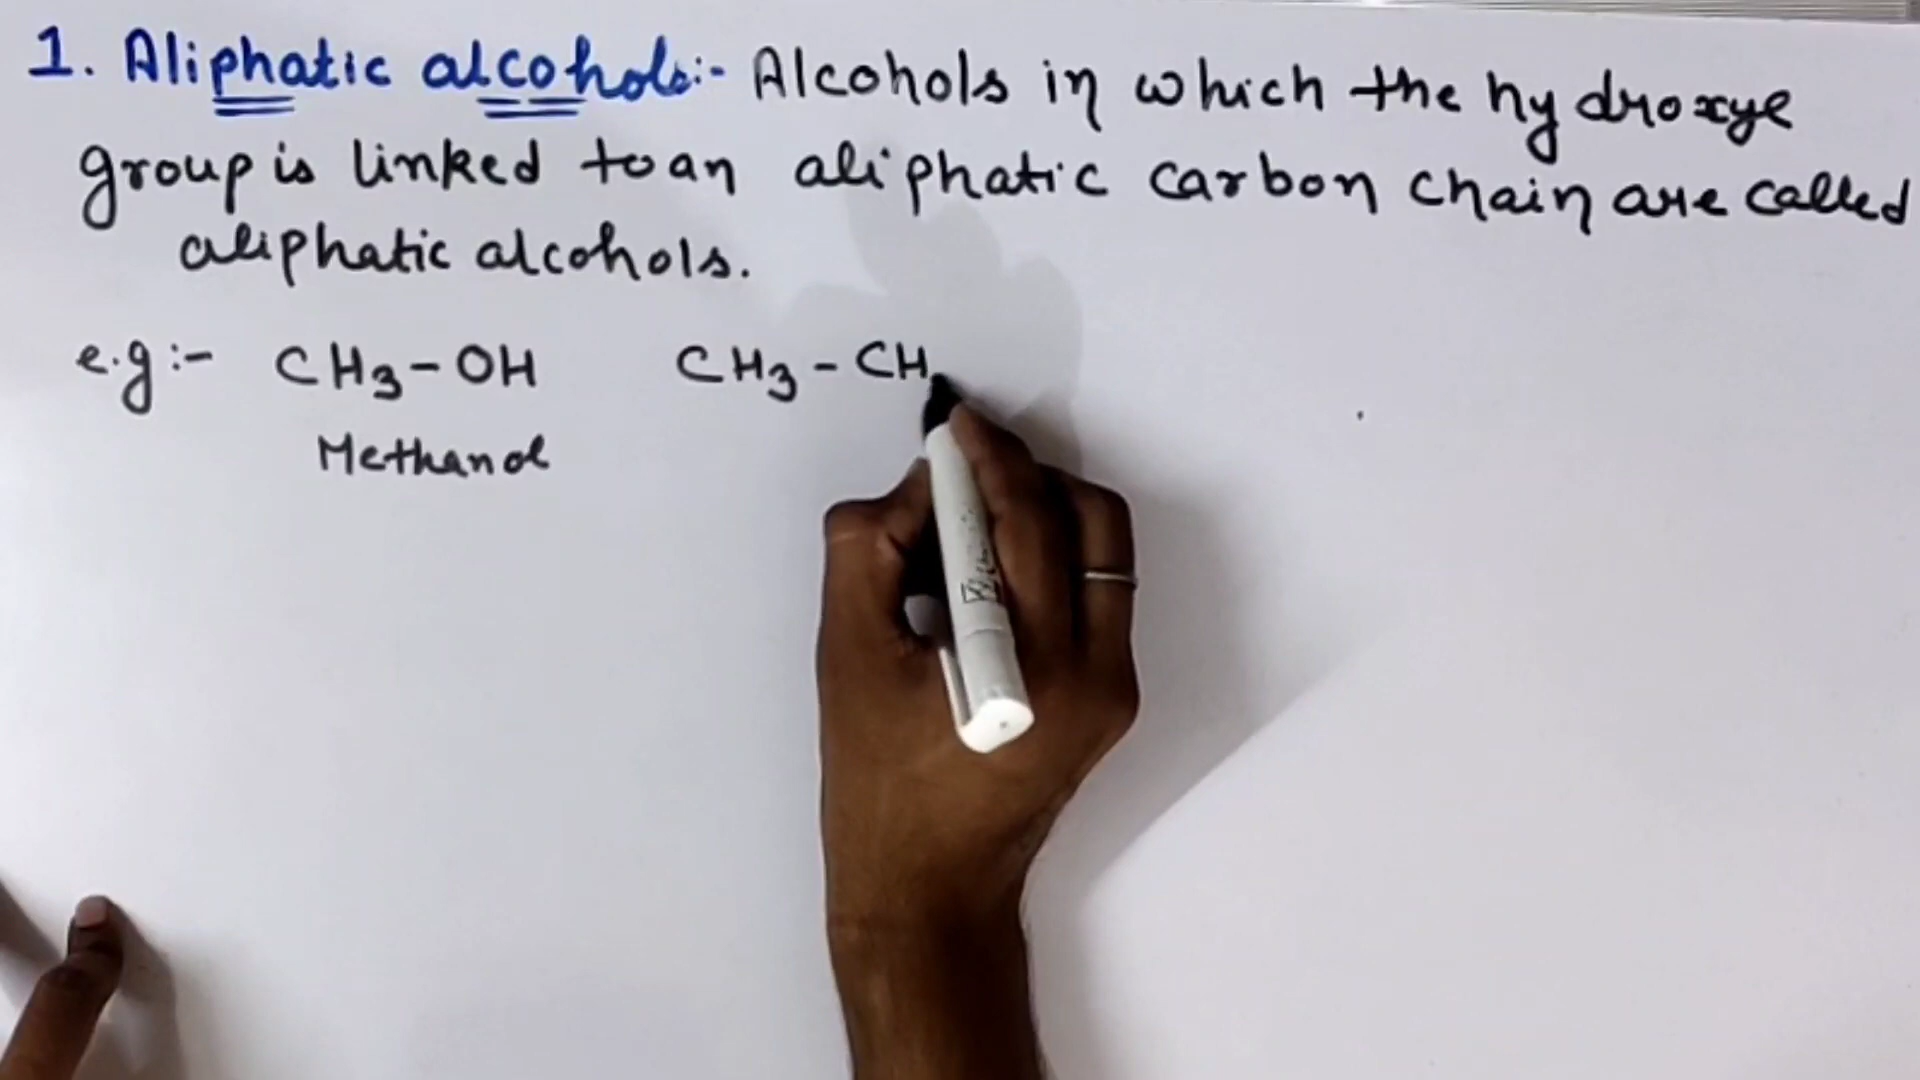 1. Aliphatic alcohols:- Alcohols in which the hydroxyl
group is linked to an aliphatic carbon chain are called
aliphatic alcohols.
e.g:- CH3-OH CH3-CH
Methanol